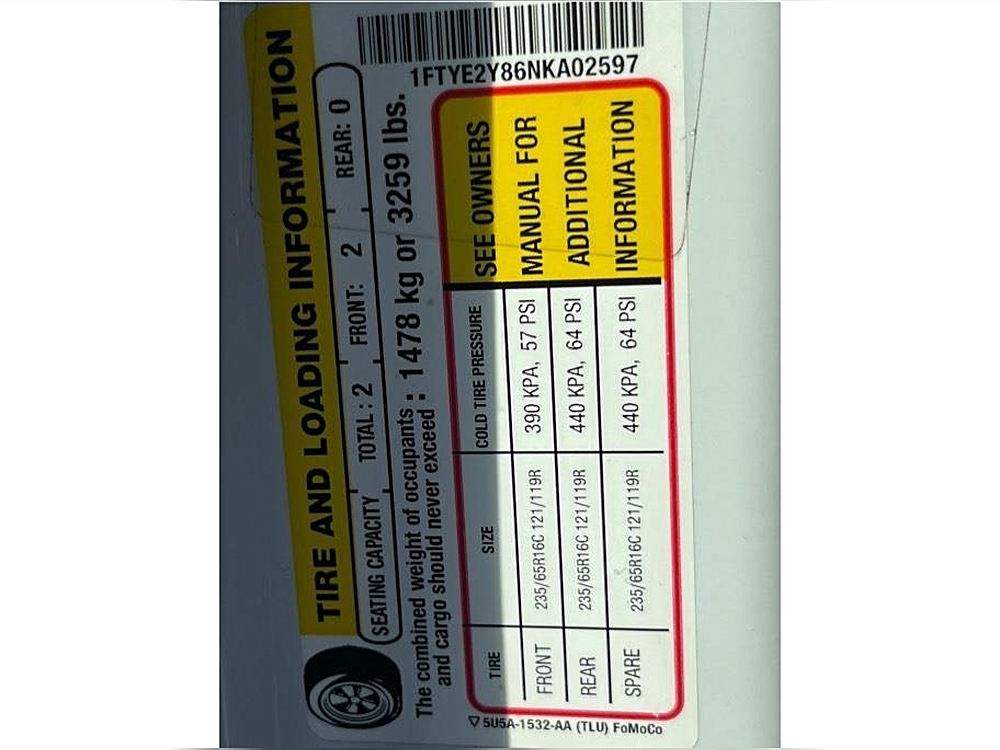 1FTYE2Y86NKA02597
TIRE AND LOADING INFORMATION
SEATING CAPACITY TOTAL : 2 FRONT: 2 REAR: 0
The combined weight of occupants
and cargo should never exceed : 1478 kg or 3259 lbs.
TIRE SIZE COLD TIRE PRESSURE
FRONT 235/65R16C 121/119R 390 KPA, 57 PSI
REAR 235/65R16C 121/119R 440 KPA, 64 PSI
SPARE 235/65R16C 121/119R 440 KPA, 64 PSI
SEE OWNERS
MANUAL FOR
ADDITIONAL
INFORMATION
5U5A-1532-AA (TLU) FoMoCo